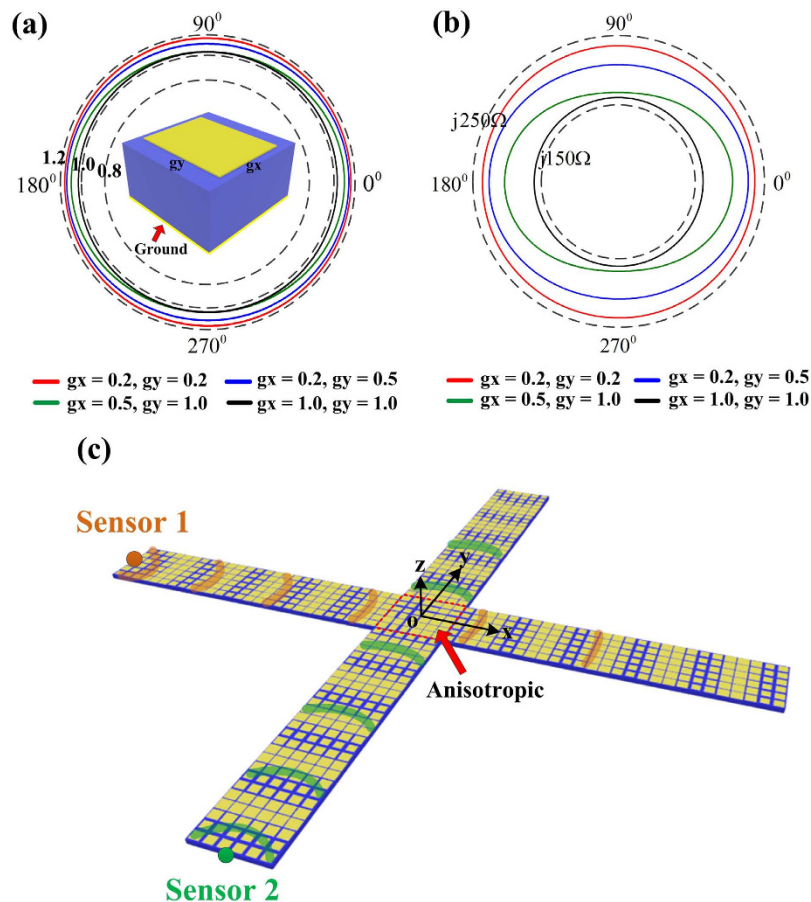 (a)
90⁰
1.2
1.0
0.8
gy
gx
180⁰
0⁰
Ground
270⁰
gx = 0.2, gy = 0.2
gx = 0.2, gy = 0.5
gx = 0.5, gy = 1.0
gx = 1.0, gy = 1.0
(b)
90⁰
j250Ω
j150Ω
180⁰
0⁰
270⁰
gx = 0.2, gy = 0.2
gx = 0.2, gy = 0.5
gx = 0.5, gy = 1.0
gx = 1.0, gy = 1.0
(c)
Sensor 1
z
y
o
x
Anisotropic
Sensor 2